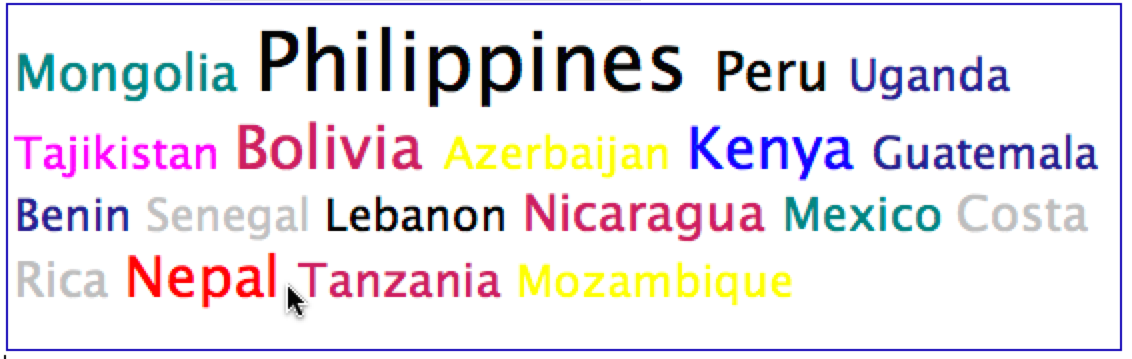 Mongolia Philippines Peru Uganda
Tajikistan Bolivia Azerbaijan Kenya Guatemala
Benin Senegal Lebanon Nicaragua Mexico Costa
Rica Nepal Tanzania Mozambique